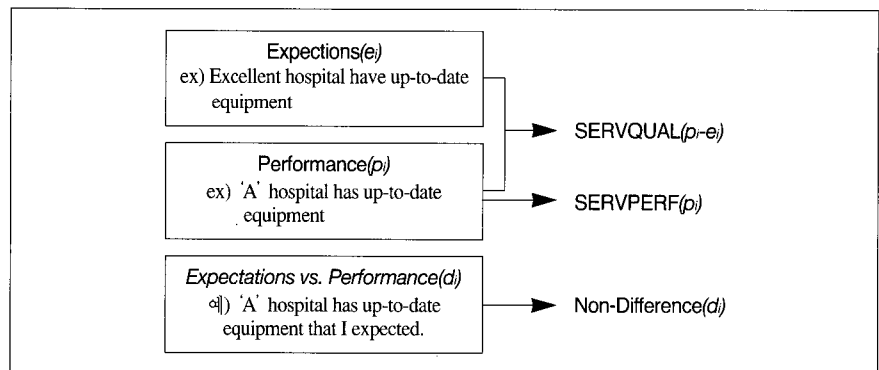 Expections(eᵢ)
ex) Excellent hospital have up-to-date
equipment
SERVQUAL(pᵢ-eᵢ)
Performance(pᵢ)
ex) ‘A’ hospital has up-to-date
equipment
SERVPERF(pᵢ)
Expectations vs. Performance(dᵢ)
예) ‘A’ hospital has up-to-date
equipment that I expected.
Non-Difference(dᵢ)